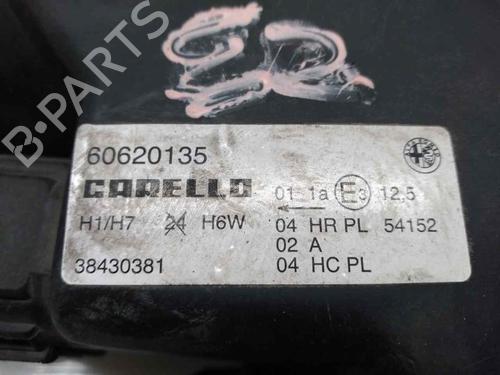 B-PARTS
60620135
CARELLO
01 1a E3 12,5
H1/H7 24 H6W
04 HR PL 54152
02 A
38430381
04 HC PL